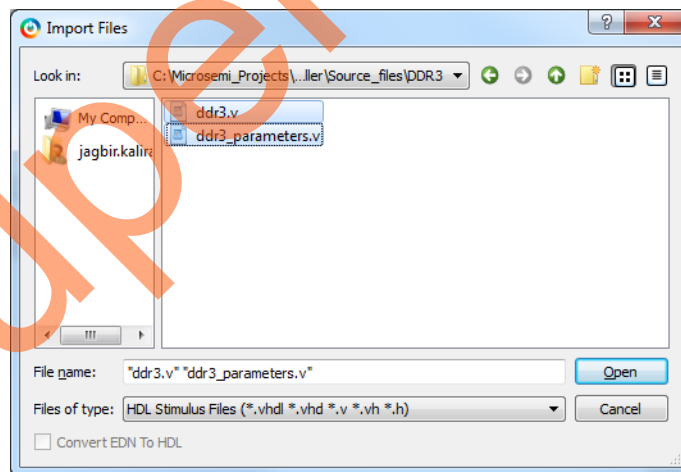 Import Files
Look in: C:\Microsemi_Projects\...ller\Source_files\DDR3
My Comp...
jagbir.kalira
ddr3.v
ddr3_parameters.v
File name: "ddr3.v" "ddr3_parameters.v"
Open
Files of type: HDL Stimulus Files (*.vhdl *.vhd *.v *.vh *.h)
Cancel
Convert EDN To HDL
upe